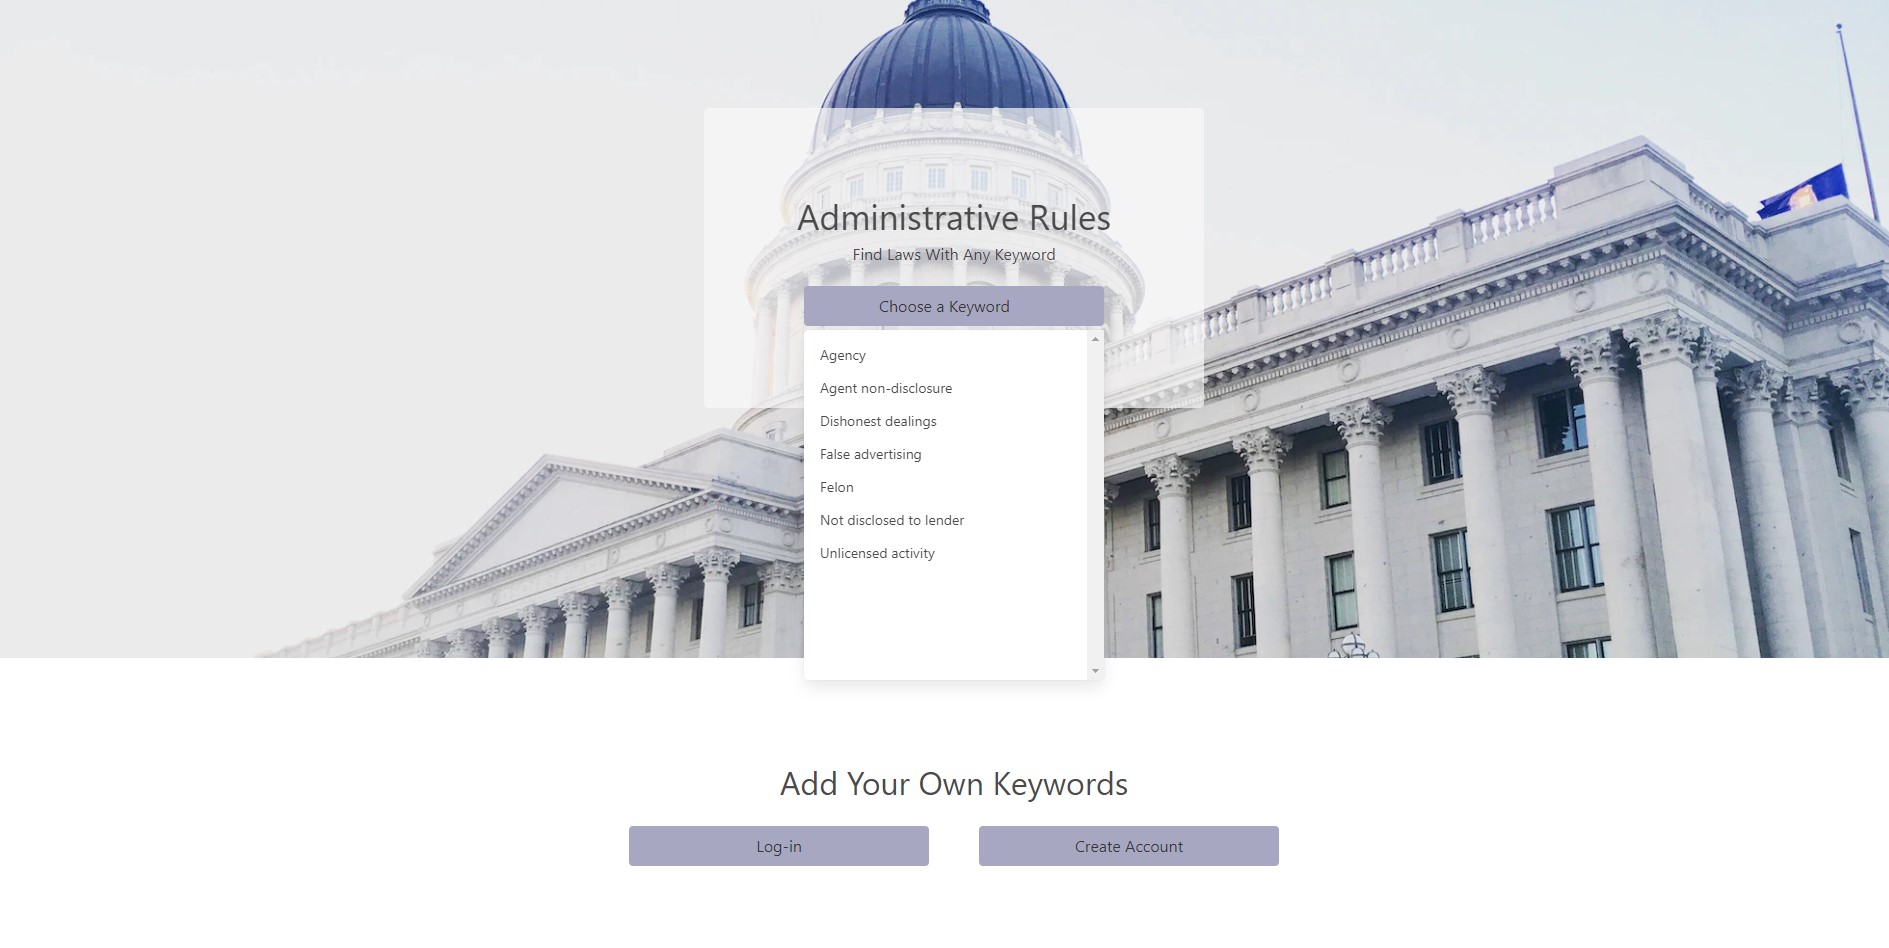 Administrative Rules
Find Laws With Any Keyword
Choose a Keyword
Agency
Agent non-disclosure
Dishonest dealings
False advertising
Felon
Not disclosed to lender
Unlicensed activity
Add Your Own Keywords
Log-in
Create Account